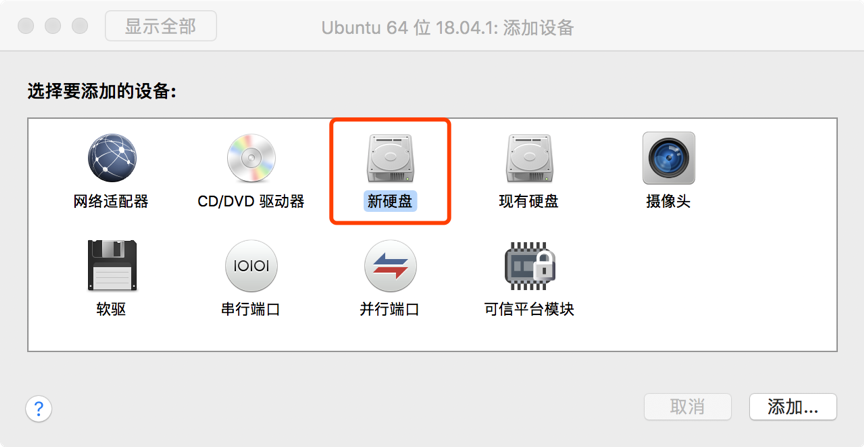 显示全部
Ubuntu 64 位 18.04.1: 添加设备
选择要添加的设备:
网络适配器
CD/DVD 驱动器
新硬盘
现有硬盘
摄像头
IOIOI
软驱
串行端口
并行端口
可信平台模块
?
取消
添加...